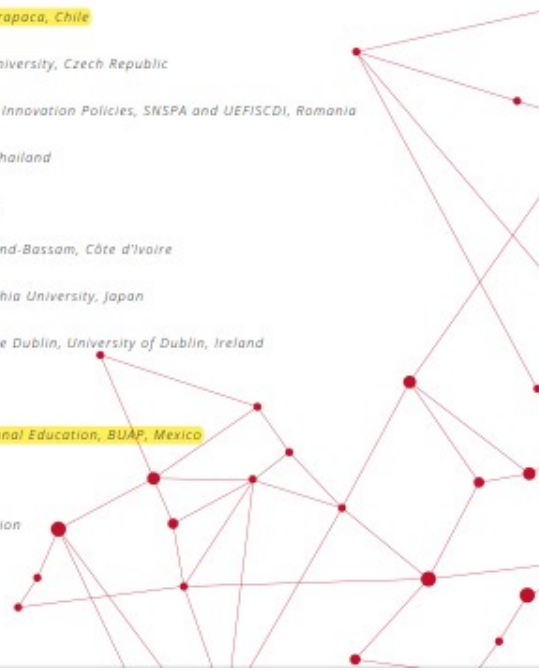 rapaca, Chile
niversity, Czech Republic
Innovation Policies, SNSPA and UEFISCDI, Romania
hailand
nd-Bassam, Côte d'Ivoire
hia University, Japan
e Dublin, University of Dublin, Ireland
nal Education, BUAP, Mexico
ion